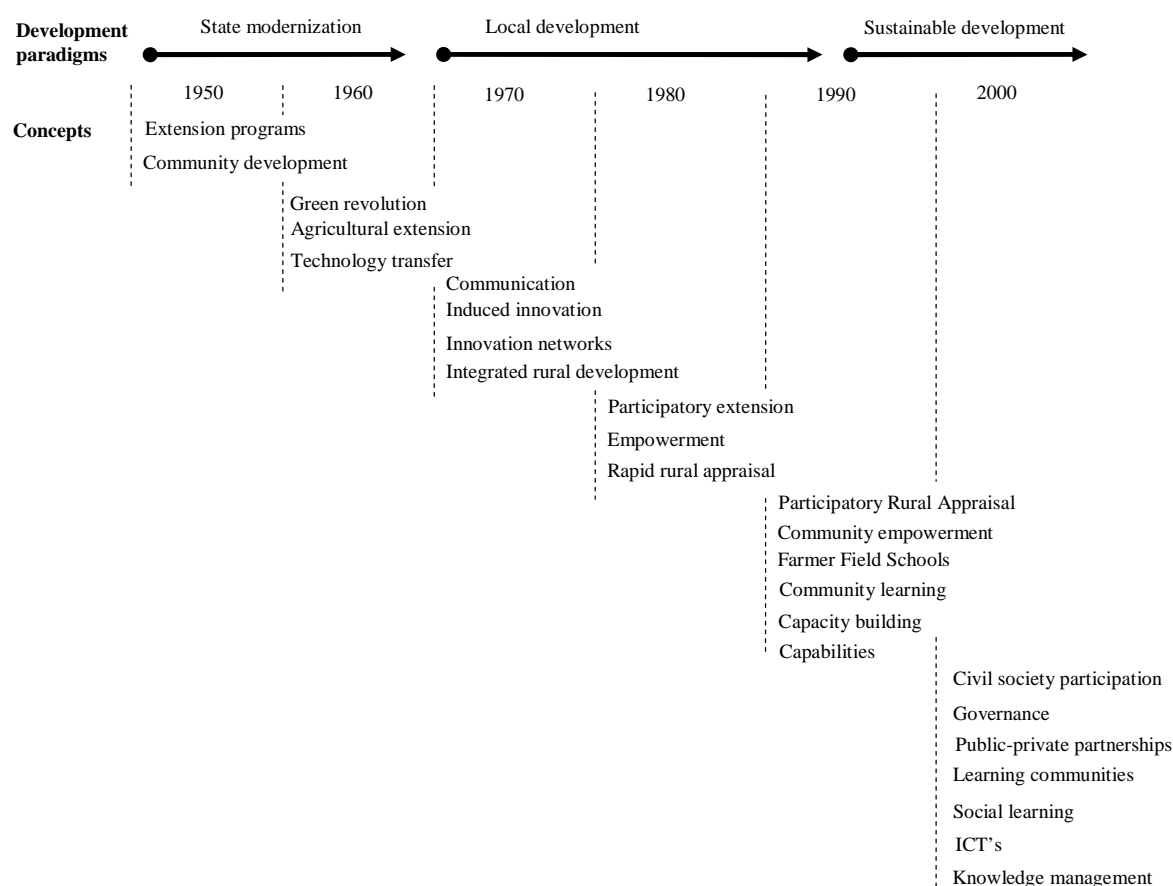 Development
paradigms
State modernization
Local development
Sustainable development
1950
1960
1970
1980
1990
2000
Concepts
Extension programs
Community development
Green revolution
Agricultural extension
Technology transfer
Communication
Induced innovation
Innovation networks
Integrated rural development
Participatory extension
Empowerment
Rapid rural appraisal
Participatory Rural Appraisal
Community empowerment
Farmer Field Schools
Community learning
Capacity building
Capabilities
Civil society participation
Governance
Public-private partnerships
Learning communities
Social learning
ICT's
Knowledge management